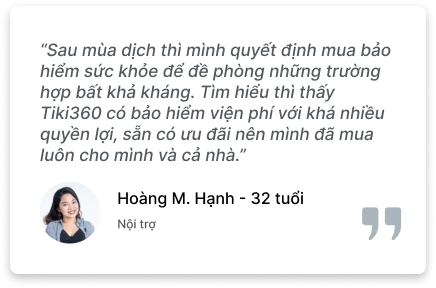 “Sau mùa dịch thì mình quyết định mua bảo
hiểm sức khỏe để đề phòng những trường
hợp bất khả kháng. Tìm hiểu thì thấy
Tiki360 có bảo hiểm viện phí với khá nhiều
quyền lợi, sẵn có ưu đãi nên mình đã mua
luôn cho mình và cả nhà.”
Hoàng M. Hạnh - 32 tuổi
Nội trợ